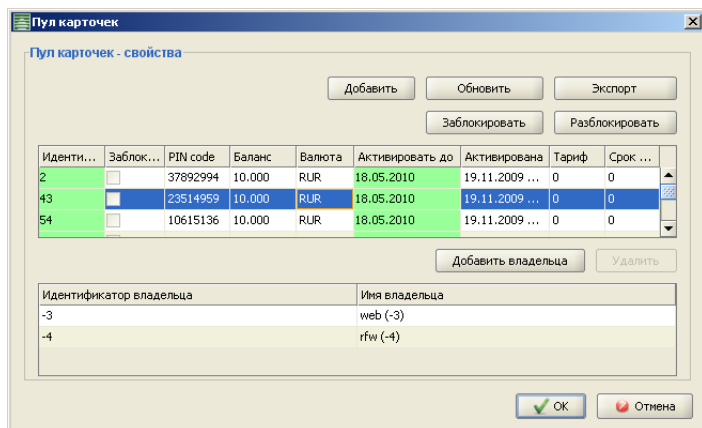 Пул карточек
Пул карточек - свойства
Добавить Обновить Экспорт
Заблокировать Разблокировать
Иденти... Заблок... PIN code Баланс Валюта Активировать до Активирована Тариф Срок ...
2 37892994 10.000 RUR 18.05.2010 19.11.2009 ... 0 0
43 23514959 10.000 RUR 18.05.2010 19.11.2009 ... 0 0
54 10615136 10.000 RUR 18.05.2010 19.11.2009 ... 0 0
Добавить владельца Удалить
Идентификатор владельца Имя владельца
-3 web (-3)
-4 rfw (-4)
OK Отмена